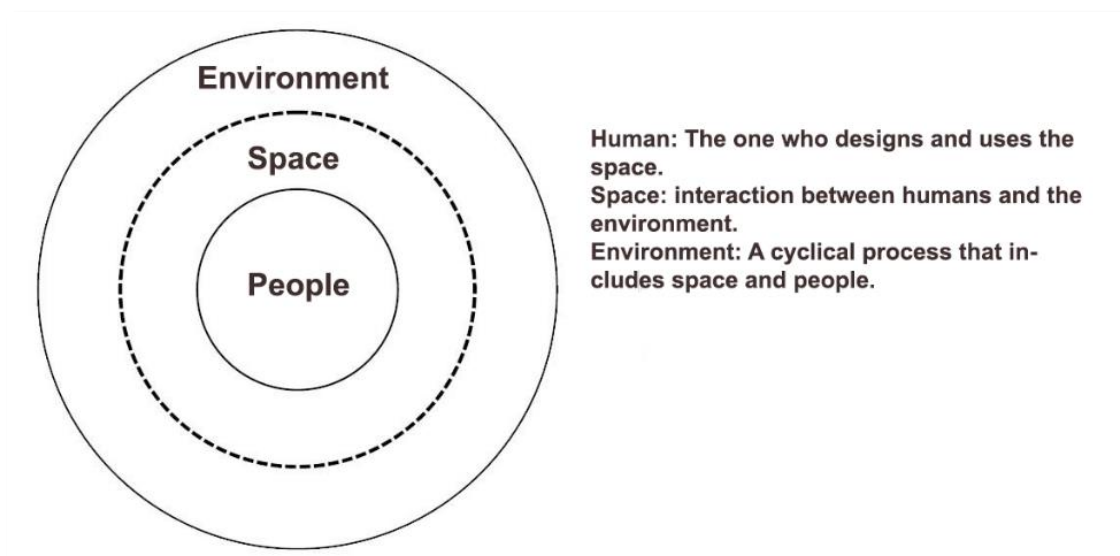 Environment
Space
People
Human: The one who designs and uses the
space.
Space: interaction between humans and the
environment.
Environment: A cyclical process that in-
cludes space and people.